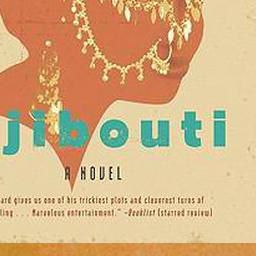 jibouti
A NOVEL
ard gives us one of his trickiest plots and cleverest turns of
ling . . . Marvelous entertainment." –Booklist (starred review)